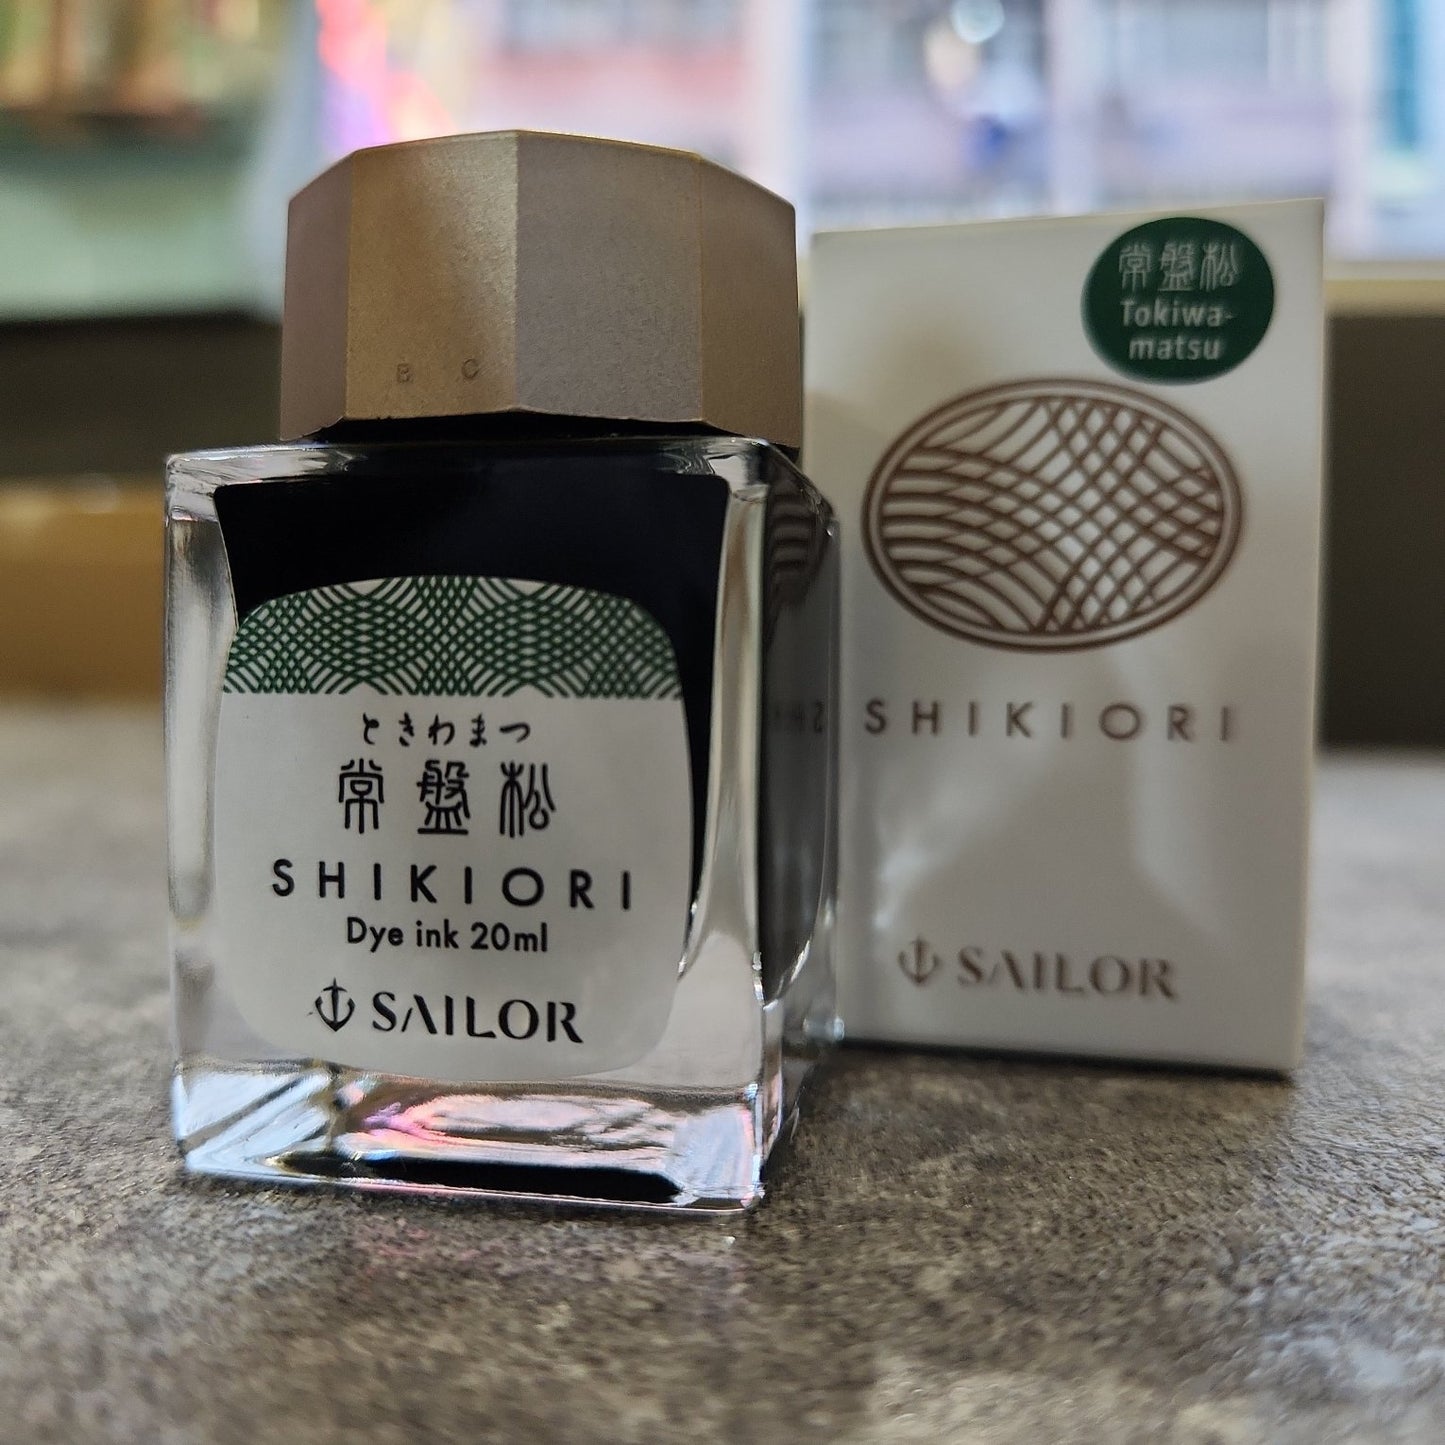 B C
ときわまつ
常盤松
SHIKIORI
Dye ink 20ml
SAILOR
常盤松
Tokiwa-
matsu
SHIKIORI
SAILOR